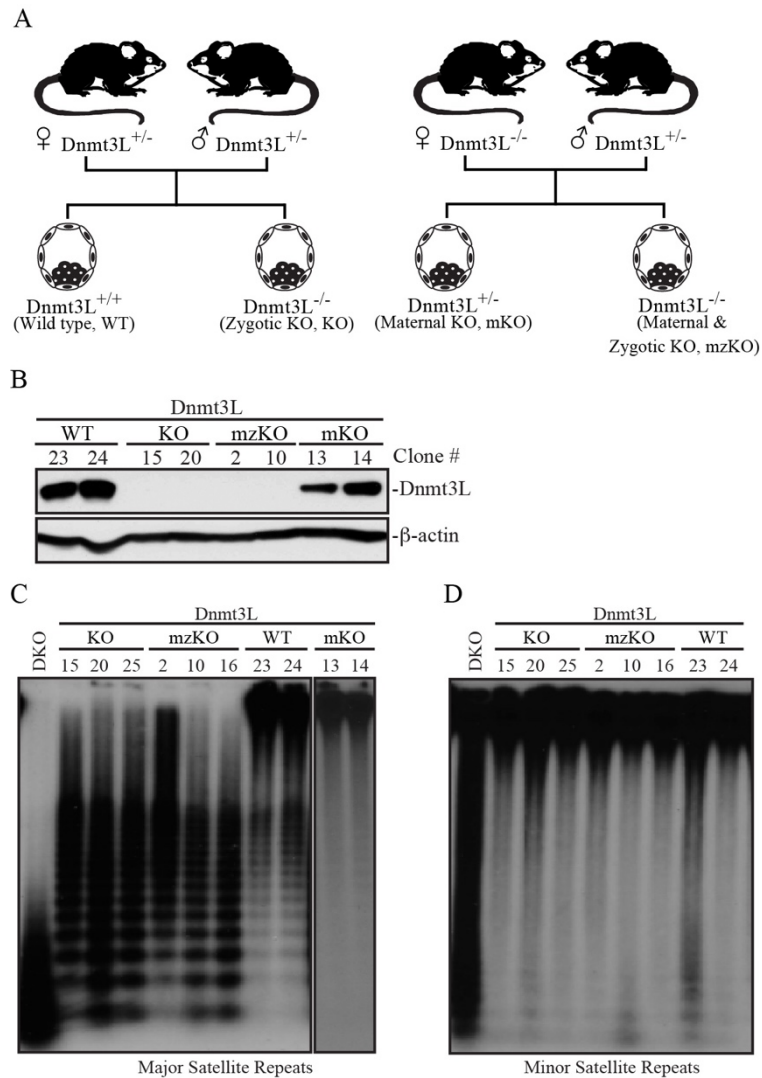 A
♀ Dnmt3L+/- ♂ Dnmt3L+/- ♀ Dnmt3L-/- ♂ Dnmt3L+/-
Dnmt3L+/+ Dnmt3L-/- Dnmt3L+/- Dnmt3L-/-
(Wild type, WT) (Zygotic KO, KO) (Maternal KO, mKO) (Maternal &
Zygotic KO, mzKO)
B
Dnmt3L
WT KO mzKO mKO
23 24 15 20 2 10 13 14 Clone #
-Dnmt3L
-β-actin
C
Dnmt3L
DKO KO mzKO WT mKO
15 20 25 2 10 16 23 24 13 14
Major Satellite Repeats
D
Dnmt3L
DKO KO mzKO WT
15 20 25 2 10 16 23 24
Minor Satellite Repeats